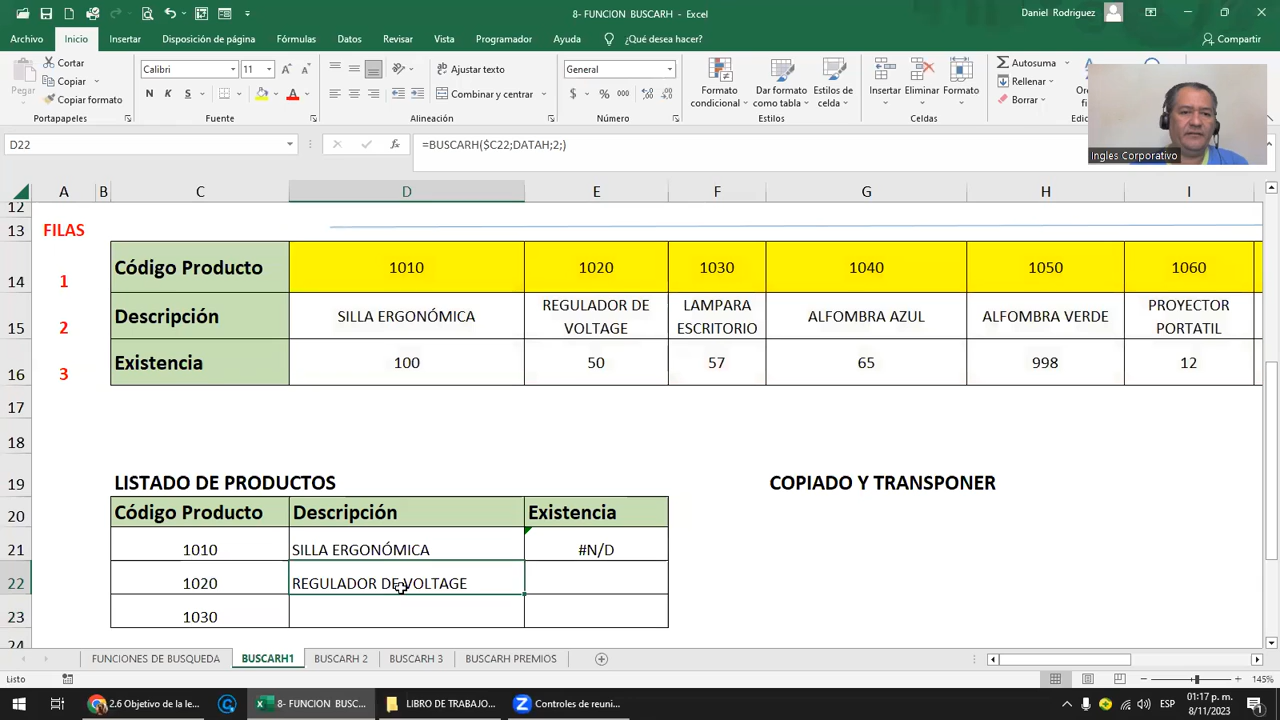 8- FUNCION BUSCARH - Excel
Daniel Rodriguez
Archivo Inicio Insertar Disposición de página Fórmulas Datos Revisar Vista Programador Ayuda ¿Qué desea hacer? Compartir
Pegar
Cortar
Copiar
Copiar formato
Portapapeles
Calibri 11
N K S
Fuente
Ajustar texto
Combinar y centrar
Alineación
General
$ % 000
Número
Formato condicional
Dar formato como tabla
Estilos de celda
Estilos
Insertar Eliminar Formato
Celdas
Autosuma
Rellenar
Borrar
Ingles Corporativo
D22 fx =BUSCARH($C22;DATAH;2;)
A B C D E F G H I
12
13 FILAS
14 1 Código Producto 1010 1020 1030 1040 1050 1060
15 2 Descripción SILLA ERGONÓMICA REGULADOR DE VOLTAGE LAMPARA ESCRITORIO ALFOMBRA AZUL ALFOMBRA VERDE PROYECTOR PORTATIL
16 3 Existencia 100 50 57 65 998 12
17
18
19 LISTADO DE PRODUCTOS COPIADO Y TRANSPONER
20 Código Producto Descripción Existencia
21 1010 SILLA ERGONÓMICA #N/D
22 1020 REGULADOR DE VOLTAGE
23 1030
24
FUNCIONES DE BUSQUEDA BUSCARH1 BUSCARH 2 BUSCARH 3 BUSCARH PREMIOS
Listo 145%
2.6 Objetivo de la le... 8- FUNCION BUSC... LIBRO DE TRABAJO... Controles de reuni... ESP 01:17 p. m.
8/11/2023